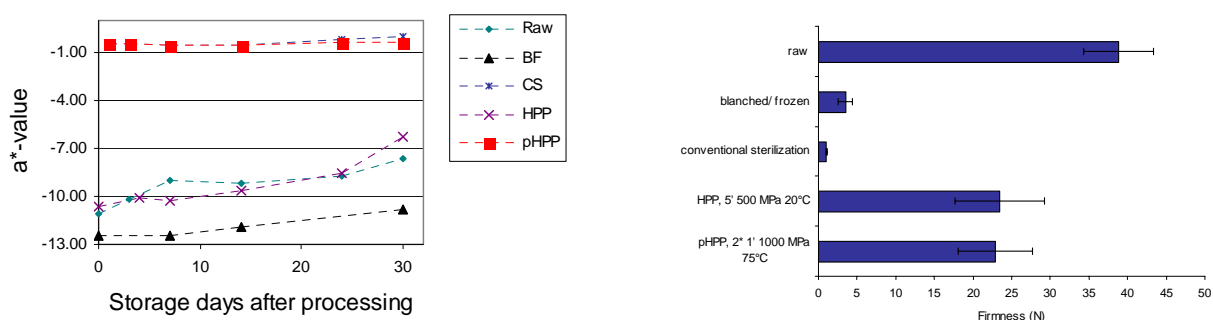 -1.00
-4.00
-7.00
-10.00
-13.00
a*-value
0
10
20
30
Storage days after processing
Raw
BF
CS
HPP
pHPP
raw
blanched/ frozen
conventional sterilization
HPP, 5' 500 MPa 20°C
pHPP, 2* 1' 1000 MPa
75°C
0
5
10
15
20
25
30
35
40
45
50
Firmness (N)